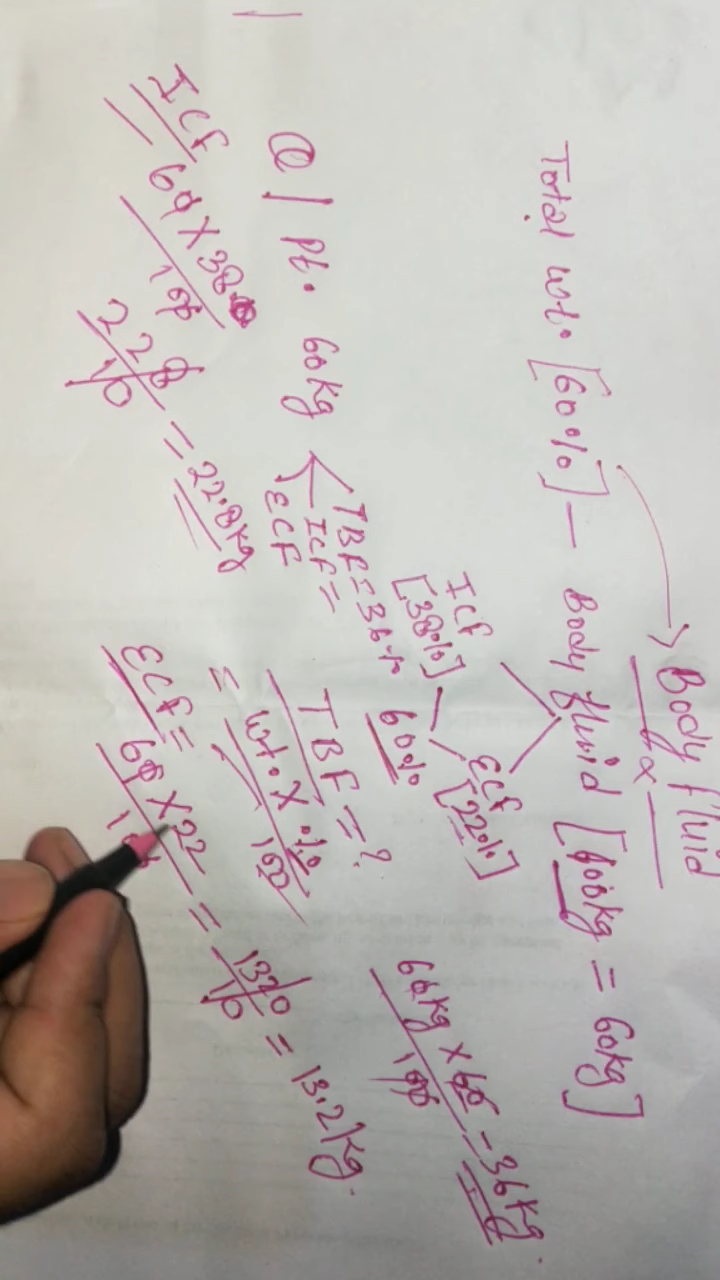 Body fluid
Total wt. [60%] — Body fluid [100kg = 60kg]
ICF [38%]
ECF [22%]
60%
60kg × 60 / 100 = 36kg
Q | Pt. 60kg
TBF = 36%
ICF =
ECF
TBF = ?
= wt. × % / 100
ICF 60 × 38 / 100
228 / 10 = 22.8kg
ECF = 60 × 22 / 100 = 132 / 10 = 13.2kg.